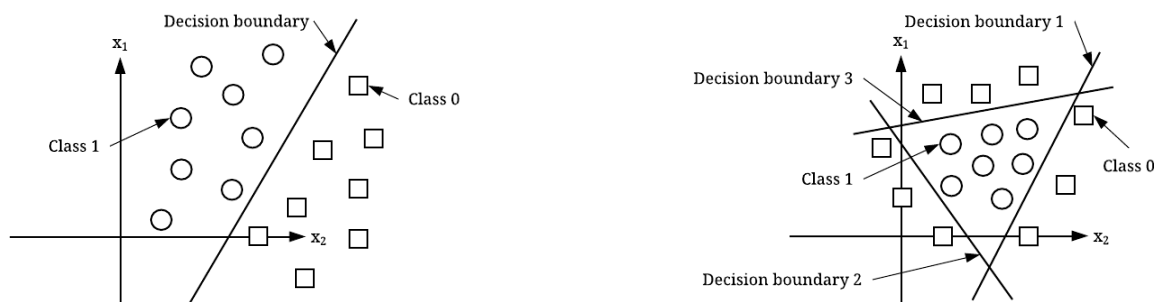 Decision boundary
x₁
Class 0
Class 1
x₂
Decision boundary 1
x₁
Decision boundary 3
Class 0
Class 1
x₂
Decision boundary 2